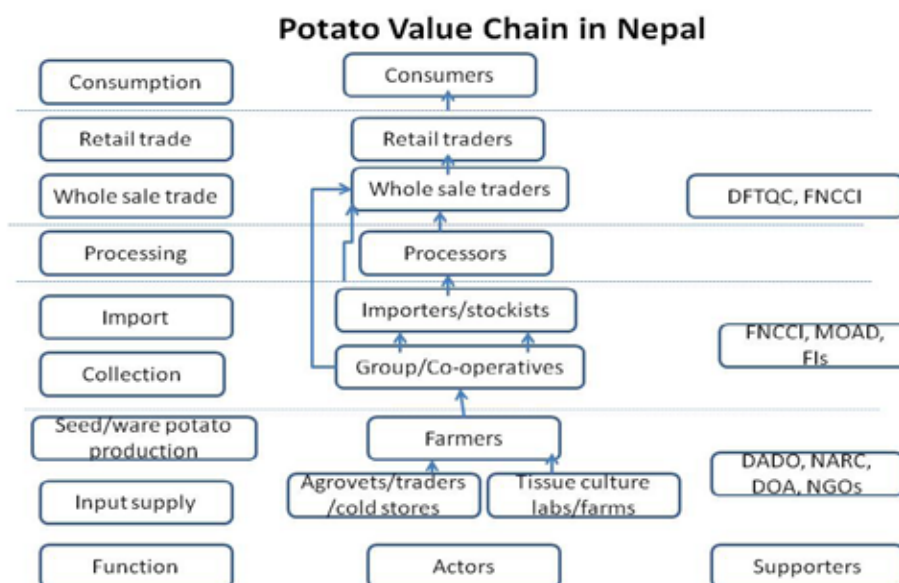 Potato Value Chain in Nepal
Consumption
Consumers
Retail trade
Retail traders
Whole sale trade
Whole sale traders
DFTQC, FNCCI
Processing
Processors
Import
Importers/stockists
FNCCI, MOAD,
FIs
Collection
Group/Co-operatives
Seed/ware potato
production
Farmers
DADO, NARC,
DOA, NGOs
Input supply
Agrovets/traders
/cold stores
Tissue culture
labs/farms
Function
Actors
Supporters